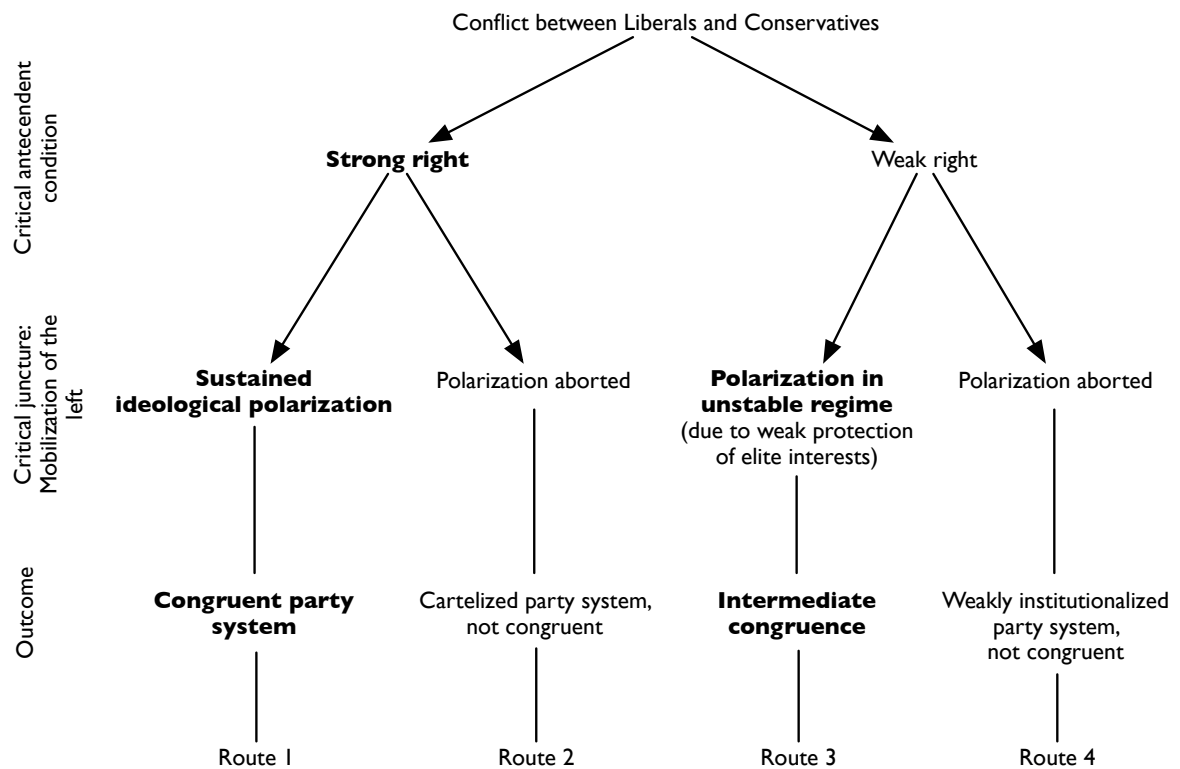 Conflict between Liberals and Conservatives
Critical antecendent
condition
Strong right
Weak right
Critical juncture:
Mobilization of the
left
Sustained
ideological polarization
Polarization aborted
Polarization in
unstable regime
(due to weak protection
of elite interests)
Polarization aborted
Outcome
Congruent party
system
Cartelized party system,
not congruent
Intermediate
congruence
Weakly institutionalized
party system,
not congruent
Route 1
Route 2
Route 3
Route 4